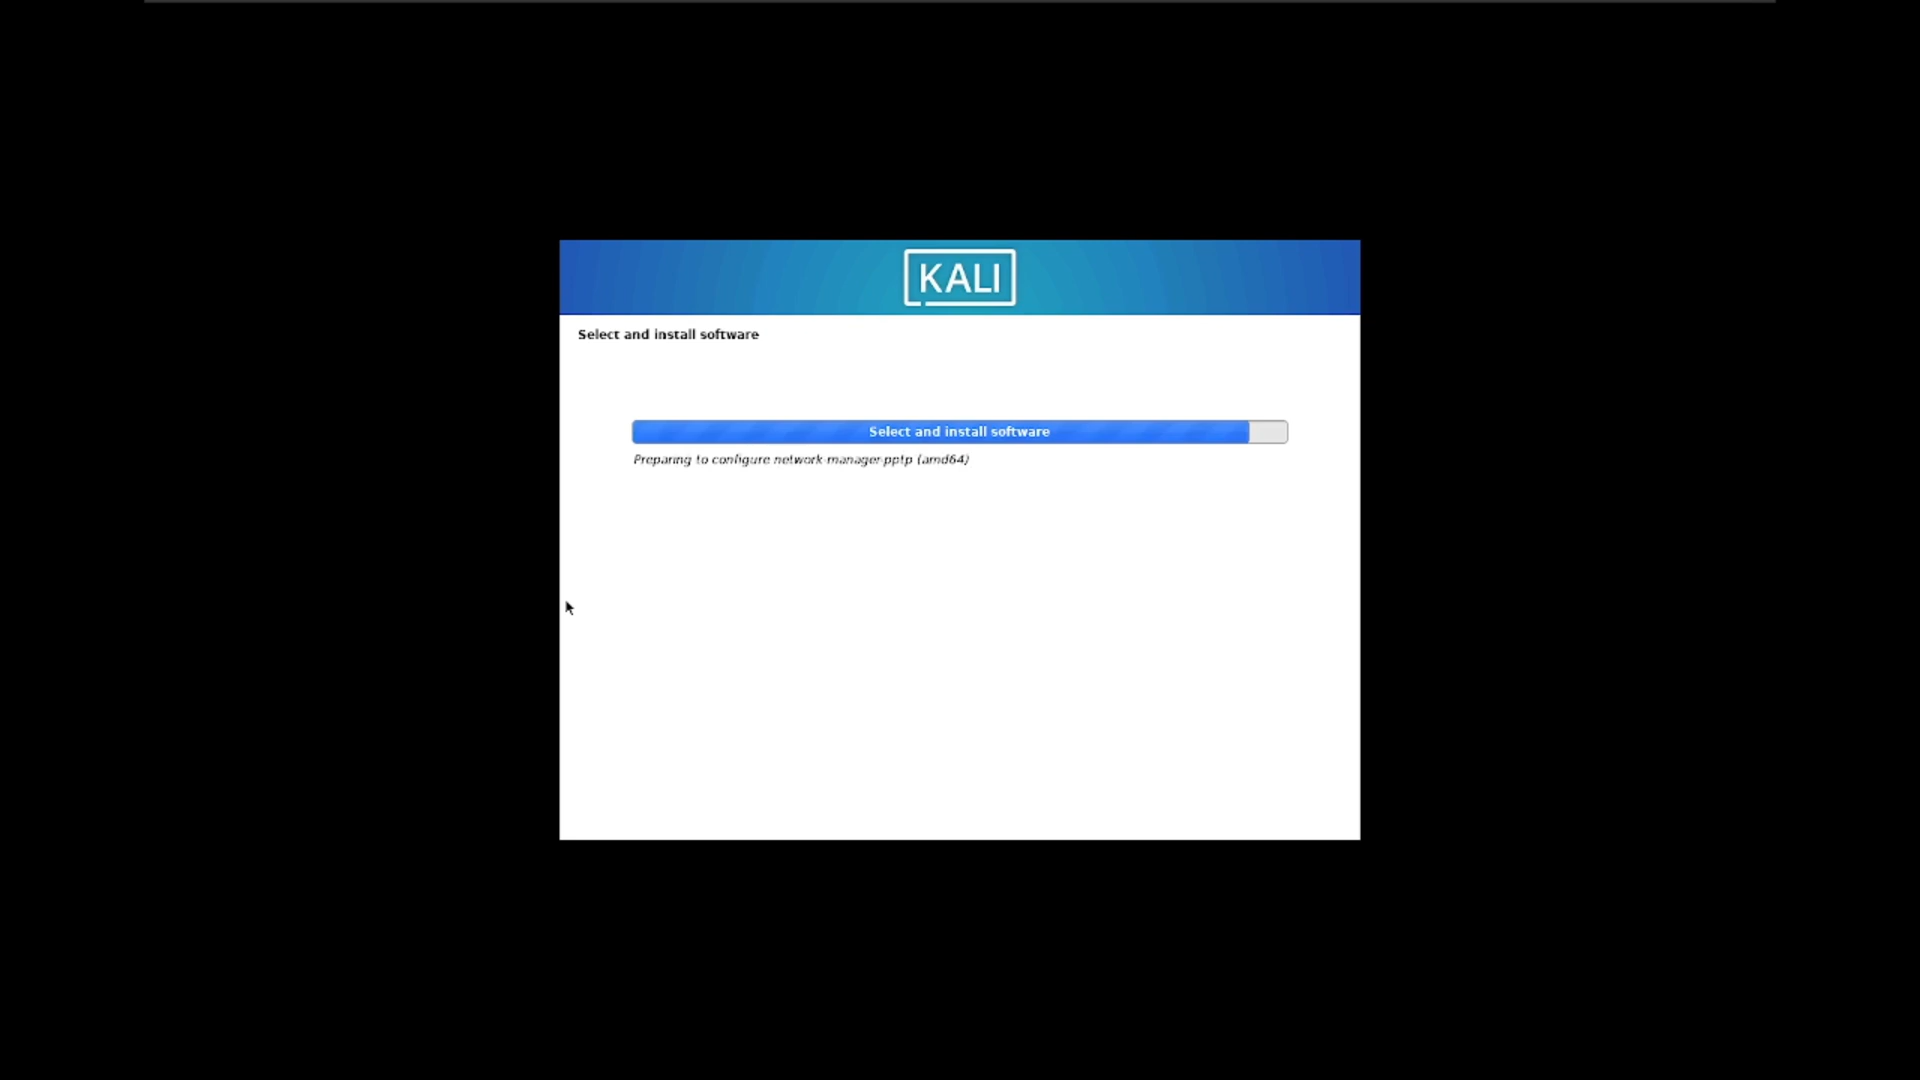 KALI
Select and install software
Select and install software
Preparing to configure network-manager-pptp (amd64)